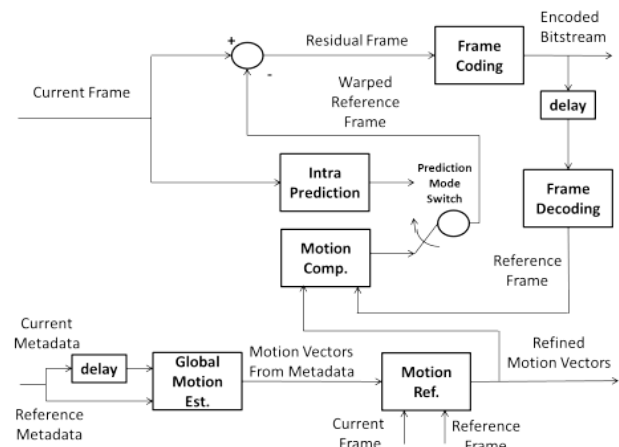 Encoded
Bitstream
+
Residual Frame
Frame
Coding
-
Current Frame
Warped
Reference
Frame
delay
Intra
Prediction
Prediction
Mode
Switch
Frame
Decoding
Motion
Comp.
Reference
Frame
Current
Metadata
delay
Global
Motion
Est.
Motion Vectors
From Metadata
Motion
Ref.
Refined
Motion Vectors
Reference
Metadata
Current
Frame
Reference
Frame